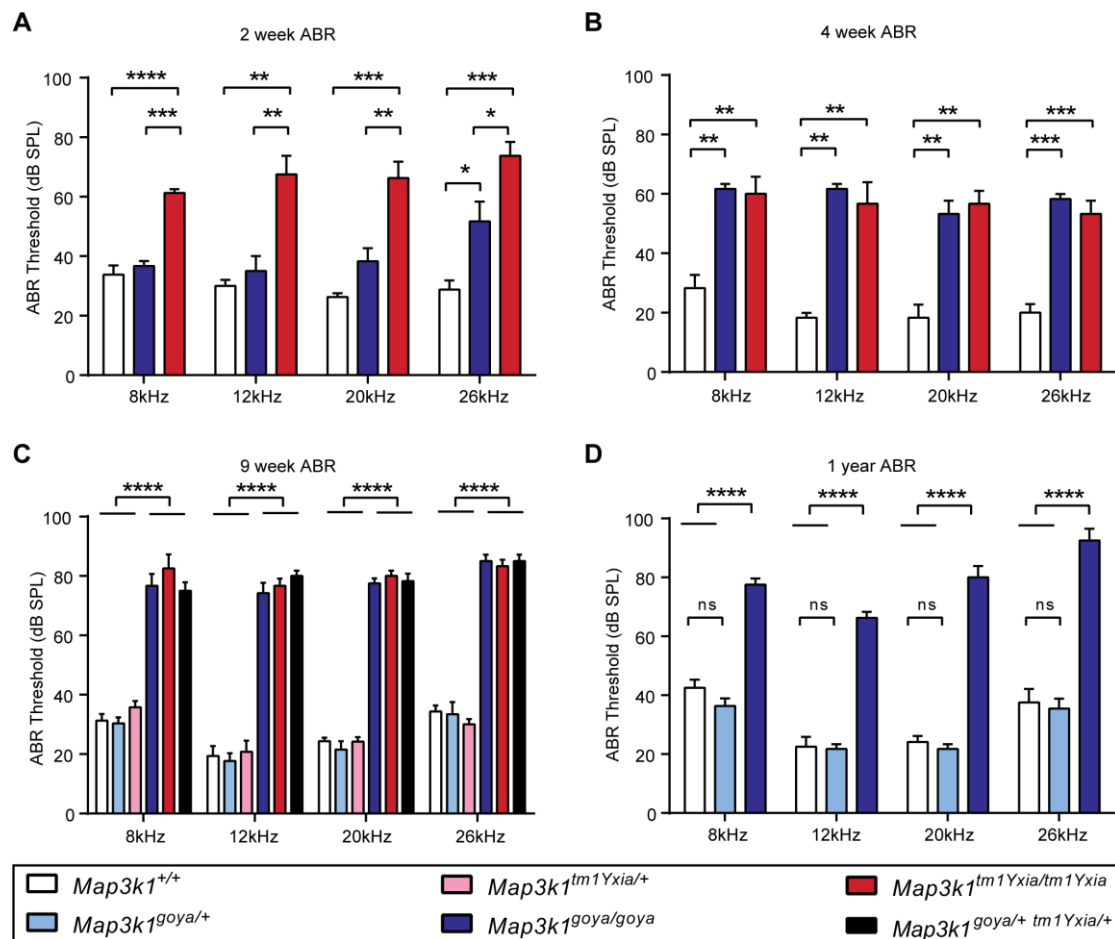 A
2 week ABR
ABR Threshold (dB SPL)
100
80
60
40
20
0
**** ** *** ***
*** ** ** *
*
8kHz 12kHz 20kHz 26kHz
B
4 week ABR
ABR Threshold (dB SPL)
100
80
60
40
20
0
** ** ** ***
** ** ** ***
8kHz 12kHz 20kHz 26kHz
C
9 week ABR
ABR Threshold (dB SPL)
100
80
60
40
20
0
**** **** **** ****
8kHz 12kHz 20kHz 26kHz
D
1 year ABR
ABR Threshold (dB SPL)
100
80
60
40
20
0
**** **** **** ****
ns ns ns ns
8kHz 12kHz 20kHz 26kHz
Map3k1+/+ Map3k1tm1Yxia/+ Map3k1tm1Yxia/tm1Yxia
Map3k1goya/+ Map3k1goya/goya Map3k1goya/+ tm1Yxia/+